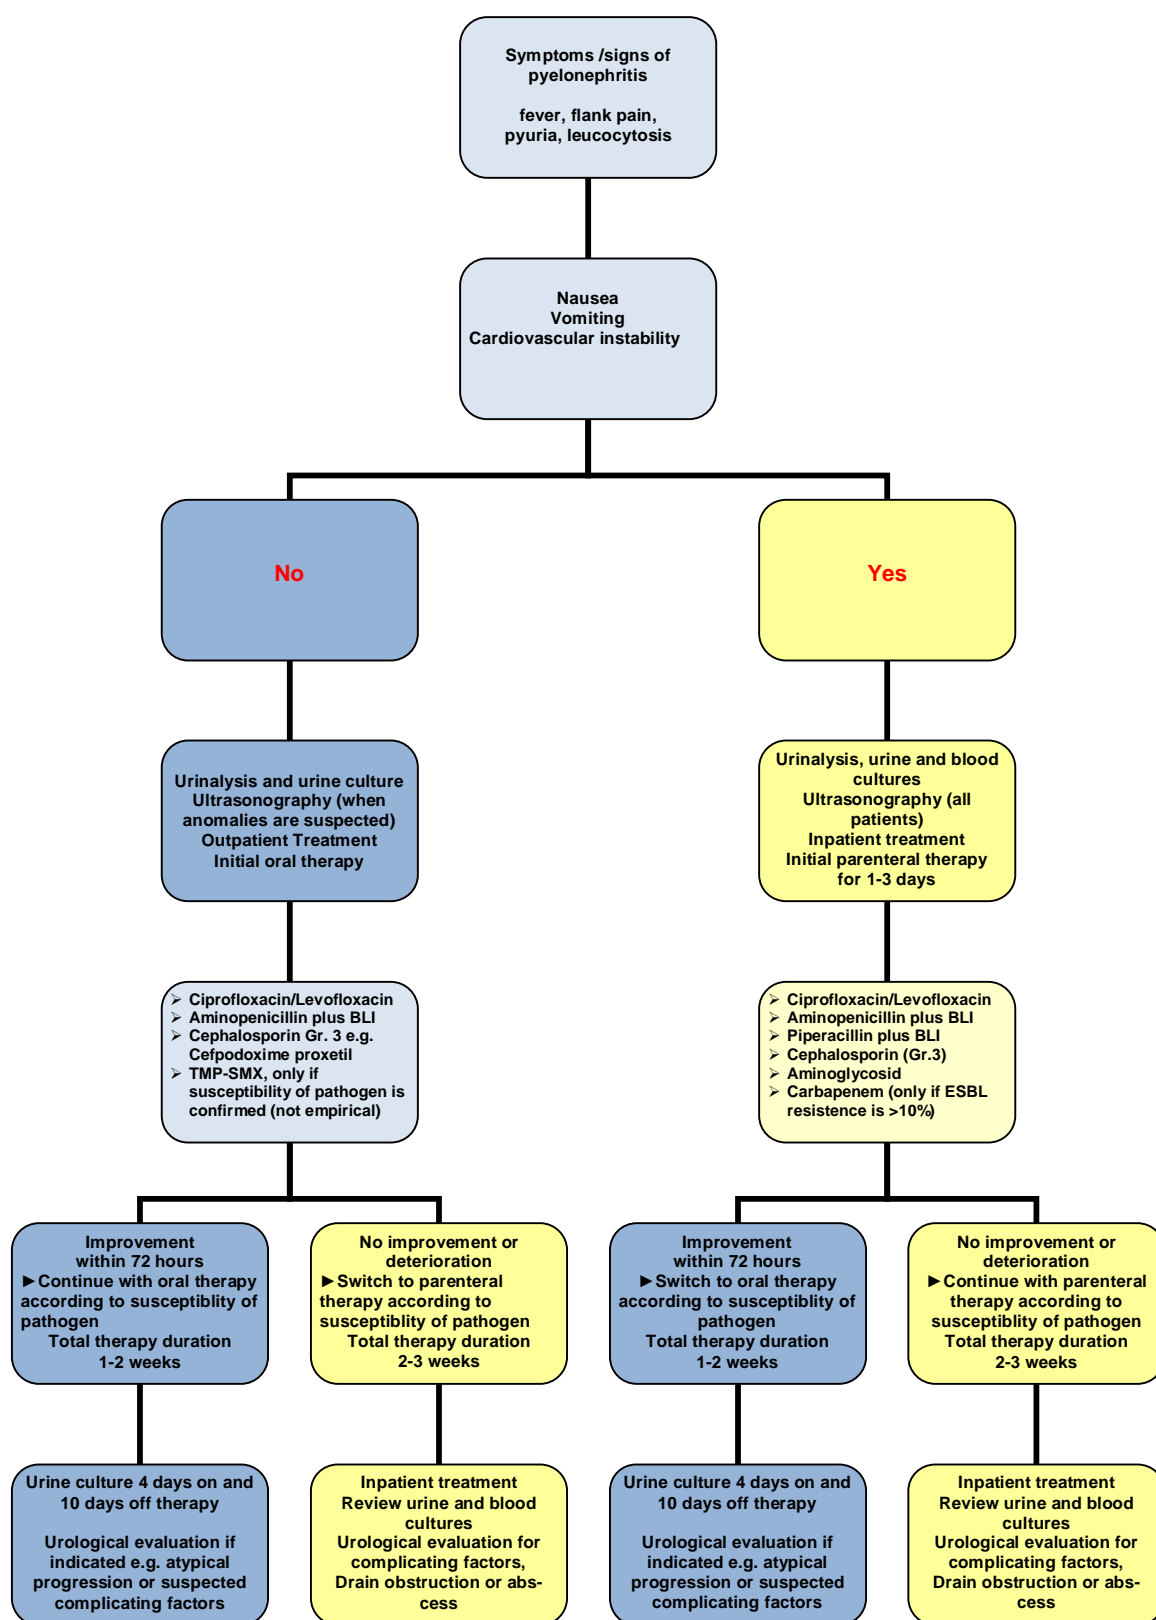 Symptoms /signs of
pyelonephritis
fever, flank pain,
pyuria, leucocytosis
Nausea
Vomiting
Cardiovascular instability
No
Yes
Urinalysis and urine culture
Ultrasonography (when
anomalies are suspected)
Outpatient Treatment
Initial oral therapy
Urinalysis, urine and blood
cultures
Ultrasonography (all
patients)
Inpatient treatment
Initial parenteral therapy
for 1-3 days
➢ Ciprofloxacin/Levofloxacin
➢ Aminopenicillin plus BLI
➢ Cephalosporin Gr. 3 e.g.
Cefpodoxime proxetil
➢ TMP-SMX, only if
susceptibility of pathogen is
confirmed (not empirical)
➢ Ciprofloxacin/Levofloxacin
➢ Aminopenicillin plus BLI
➢ Piperacillin plus BLI
➢ Cephalosporin (Gr.3)
➢ Aminoglycosid
➢ Carbapenem (only if ESBL
resistence is >10%)
Improvement
within 72 hours
►Continue with oral therapy
according to susceptiblity of
pathogen
Total therapy duration
1-2 weeks
No improvement or
deterioration
►Switch to parenteral
therapy according to
susceptiblity of pathogen
Total therapy duration
2-3 weeks
Improvement
within 72 hours
►Switch to oral therapy
according to susceptiblity of
pathogen
Total therapy duration
1-2 weeks
No improvement or
deterioration
►Continue with parenteral
therapy according to
susceptiblity of pathogen
Total therapy duration
2-3 weeks
Urine culture 4 days on and
10 days off therapy
Urological evaluation if
indicated e.g. atypical
progression or suspected
complicating factors
Inpatient treatment
Review urine and blood
cultures
Urological evaluation for
complicating factors,
Drain obstruction or abs-
cess
Urine culture 4 days on and
10 days off therapy
Urological evaluation if
indicated e.g. atypical
progression or suspected
complicating factors
Inpatient treatment
Review urine and blood
cultures
Urological evaluation for
complicating factors,
Drain obstruction or abs-
cess